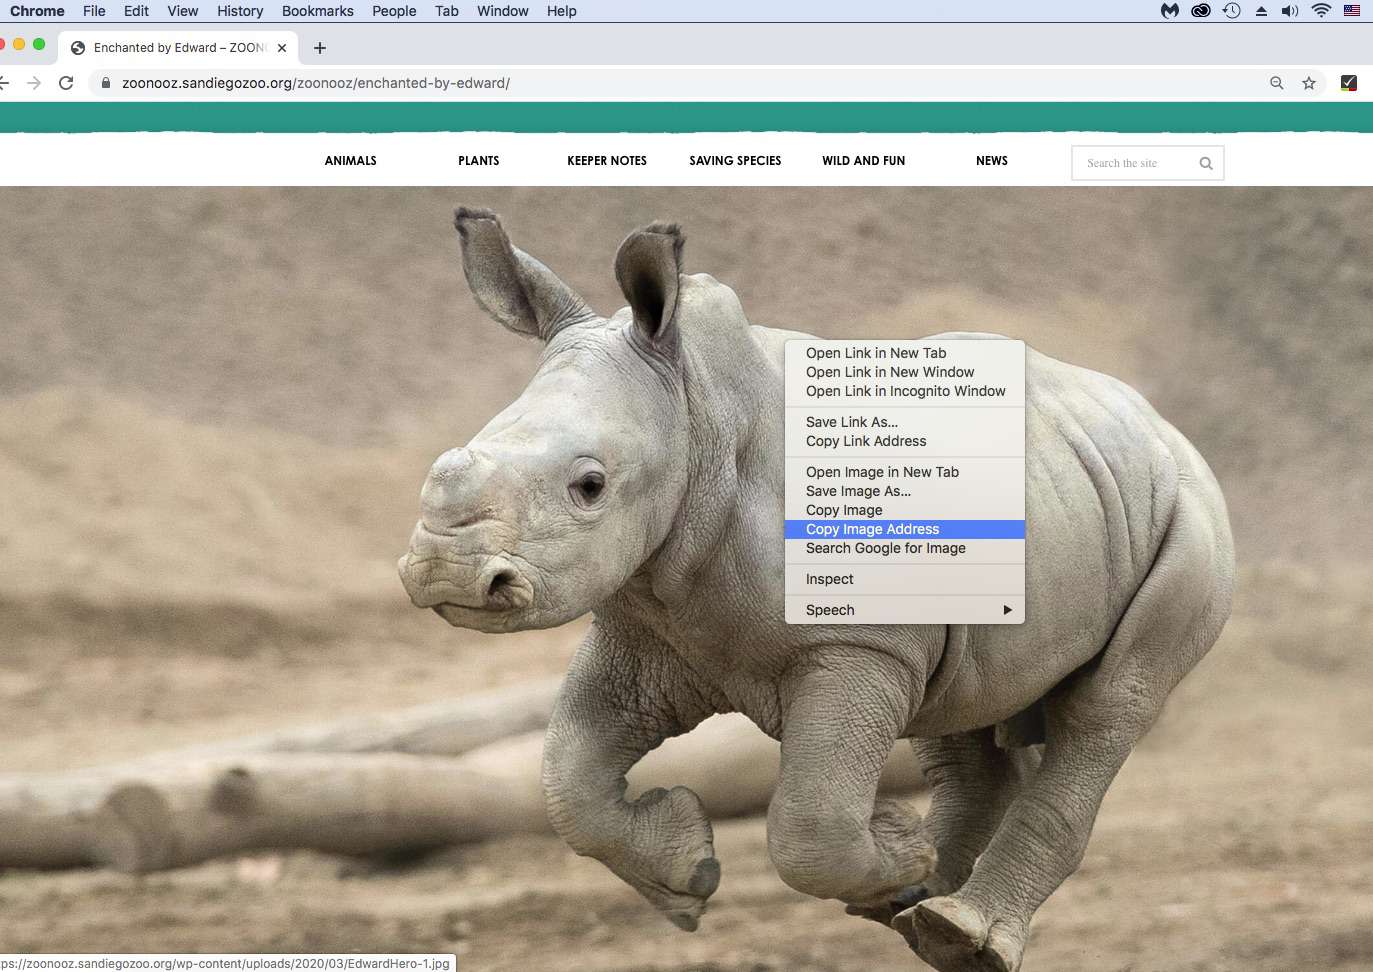 Chrome File Edit View History Bookmarks People Tab Window Help
Enchanted by Edward – ZOONO
zoonooz.sandiegozoo.org/zoonooz/enchanted-by-edward/
ANIMALS PLANTS KEEPER NOTES SAVING SPECIES WILD AND FUN NEWS Search the site
Open Link in New Tab
Open Link in New Window
Open Link in Incognito Window
Save Link As...
Copy Link Address
Open Image in New Tab
Save Image As...
Copy Image
Copy Image Address
Search Google for Image
Inspect
Speech
ps://zoonooz.sandiegozoo.org/wp-content/uploads/2020/03/EdwardHero-1.jpg